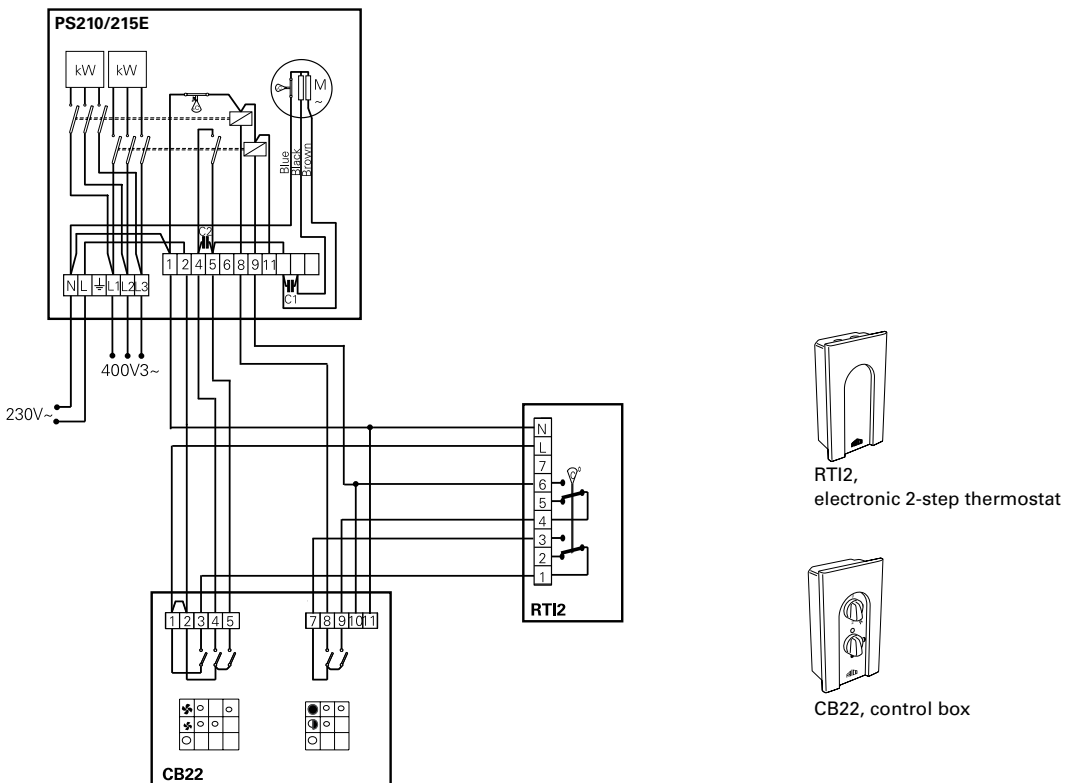 PS210/215E
kW kW
M
~
Blue
Black
Brown
C2
1 2 4 5 6 8 9 11
N L L1 L2 L3
C1
400V3~
230V~
N
L
7
6
5
4
3
2
1
RTI2
1 2 3 4 5
7 8 9 10 11
CB22
RTI2,
electronic 2-step thermostat
CB22, control box